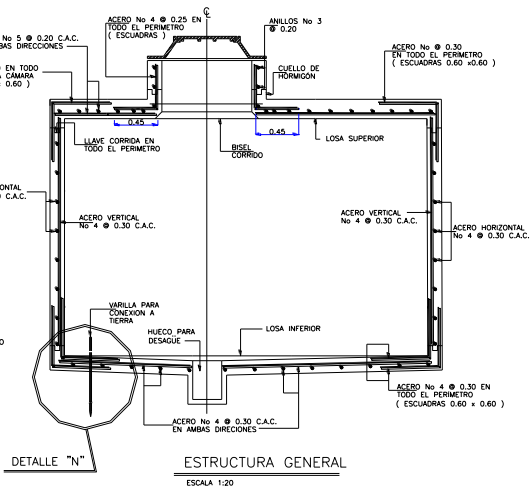 ℄
ACERO No 4 @ 0.25 EN
TODO EL PERIMETRO
( ESCUADRAS )
ANILLOS No 3
@ 0.20
No 5 @ 0.20 C.A.C.
AMBAS DIRECCIONES
EN TODO
CÁMARA
0.60 )
ACERO No @ 0.30
EN TODO EL PERIMETRO
( ESCUADRAS 0.60 x0.60 )
CUELLO DE
HORMIGÓN
0.45
0.45
LLAVE CORRIDA EN
TODO EL PERIMETRO
BISEL
CORRIDO
LOSA SUPERIOR
C.A.C.
ACERO VERTICAL
No 4 @ 0.30 C.A.C.
ACERO VERTICAL
No 4 @ 0.30 C.A.C.
ACERO HORIZONTAL
No 4 @ 0.30 C.A.C.
VARILLA PARA
CONEXION A
TIERRA
HUECO PARA
DESAGÜE
LOSA INFERIOR
ACERO No 4 @ 0.30 EN
TODO EL PERIMETRO
( ESCUADRAS 0.60 x 0.60 )
ACERO No 4 @ 0.30 C.A.C.
EN AMBAS DIRECIONES
DETALLE "N"
ESTRUCTURA GENERAL
ESCALA 1:20